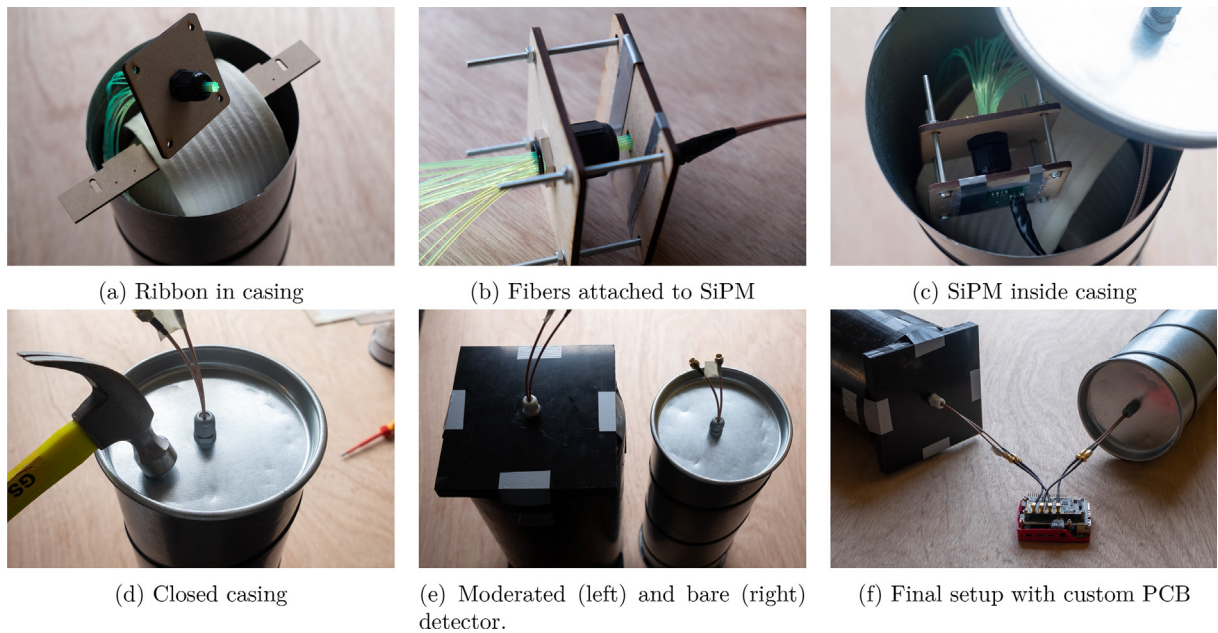 (a) Ribbon in casing
(b) Fibers attached to SiPM
(c) SiPM inside casing
GS
(d) Closed casing
(e) Moderated (left) and bare (right)
detector.
(f) Final setup with custom PCB